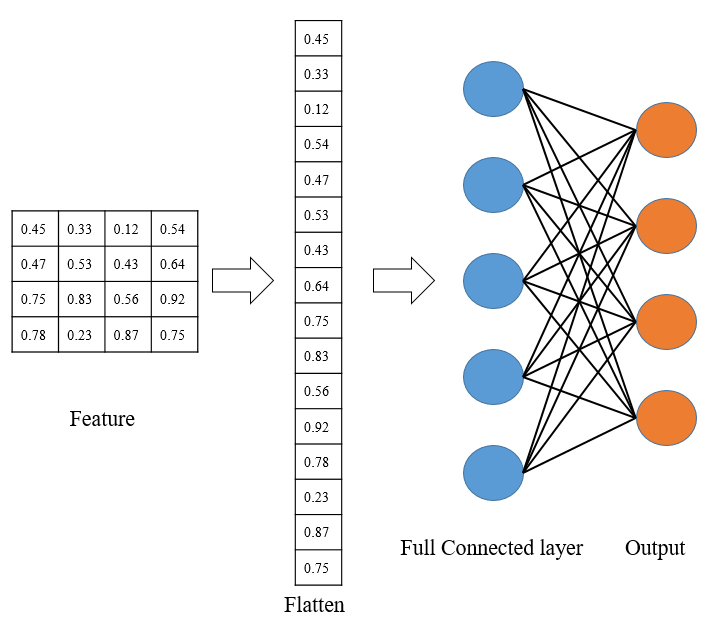 0.45 0.33 0.12 0.54
0.47 0.53 0.43 0.64
0.75 0.83 0.56 0.92
0.78 0.23 0.87 0.75
Feature
0.45
0.33
0.12
0.54
0.47
0.53
0.43
0.64
0.75
0.83
0.56
0.92
0.78
0.23
0.87
0.75
Flatten
Full Connected layer
Output